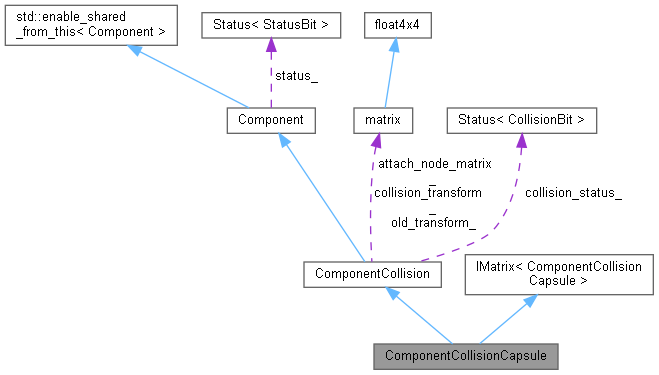 std::enable_shared
_from_this< Component >
Status< StatusBit >
float4x4
status_
Component
matrix
Status< CollisionBit >
attach_node_matrix
_
collision_transform
_
old_transform_
collision_status_
ComponentCollision
IMatrix< ComponentCollision
Capsule >
ComponentCollisionCapsule